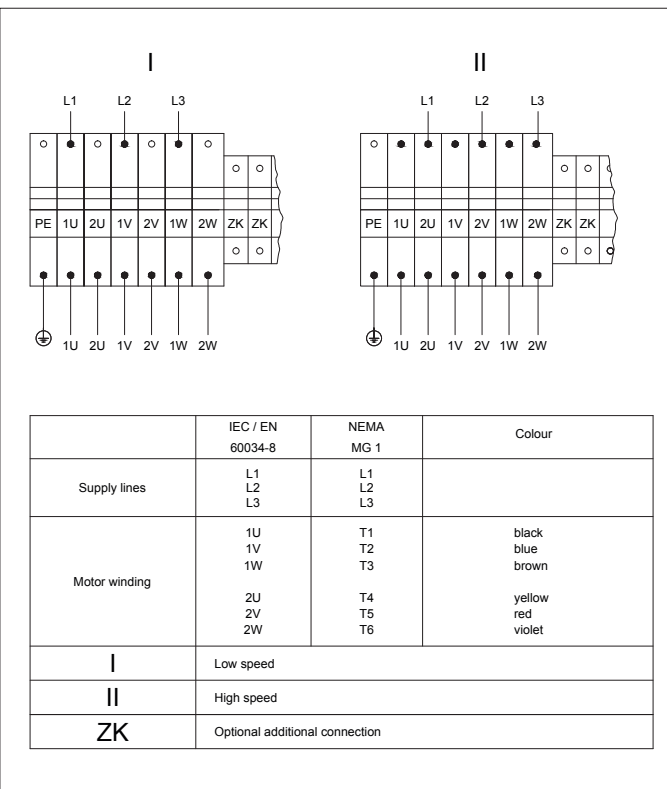 I II
L1 L2 L3 L1 L2 L3
PE 1U 2U 1V 2V 1W 2W ZK ZK PE 1U 2U 1V 2V 1W 2W ZK ZK
1U 2U 1V 2V 1W 2W 1U 2U 1V 2V 1W 2W
IEC / EN 60034-8 NEMA MG 1 Colour
Supply lines
L1 L1
L2 L2
L3 L3
Motor winding
1U T1 black
1V T2 blue
1W T3 brown
2U T4 yellow
2V T5 red
2W T6 violet
I Low speed
II High speed
ZK Optional additional connection